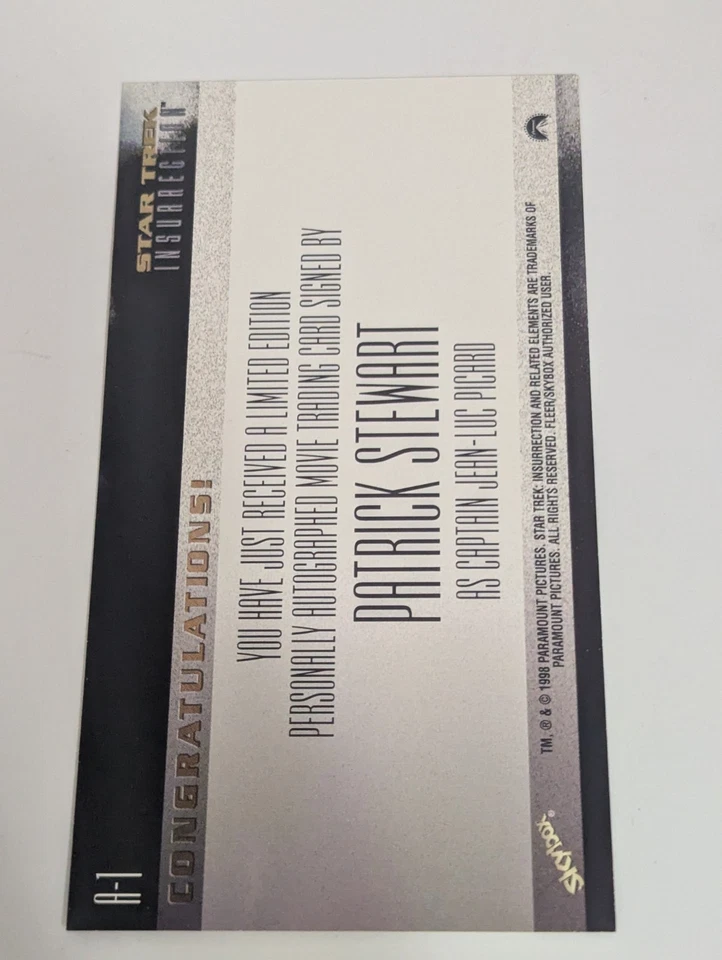 A-1
STAR TREK™
INSURRECTION
CONGRATULATIONS!
YOU HAVE JUST RECEIVED A LIMITED EDITION
PERSONALLY AUTOGRAPHED MOVIE TRADING CARD SIGNED BY
PATRICK STEWART
AS CAPTAIN JEAN-LUC PICARD
TM, ® & © 1998 PARAMOUNT PICTURES. STAR TREK: INSURRECTION AND RELATED ELEMENTS ARE TRADEMARKS OF
PARAMOUNT PICTURES. ALL RIGHTS RESERVED. FLEER/SKYBOX AUTHORIZED USER.
Skybox®